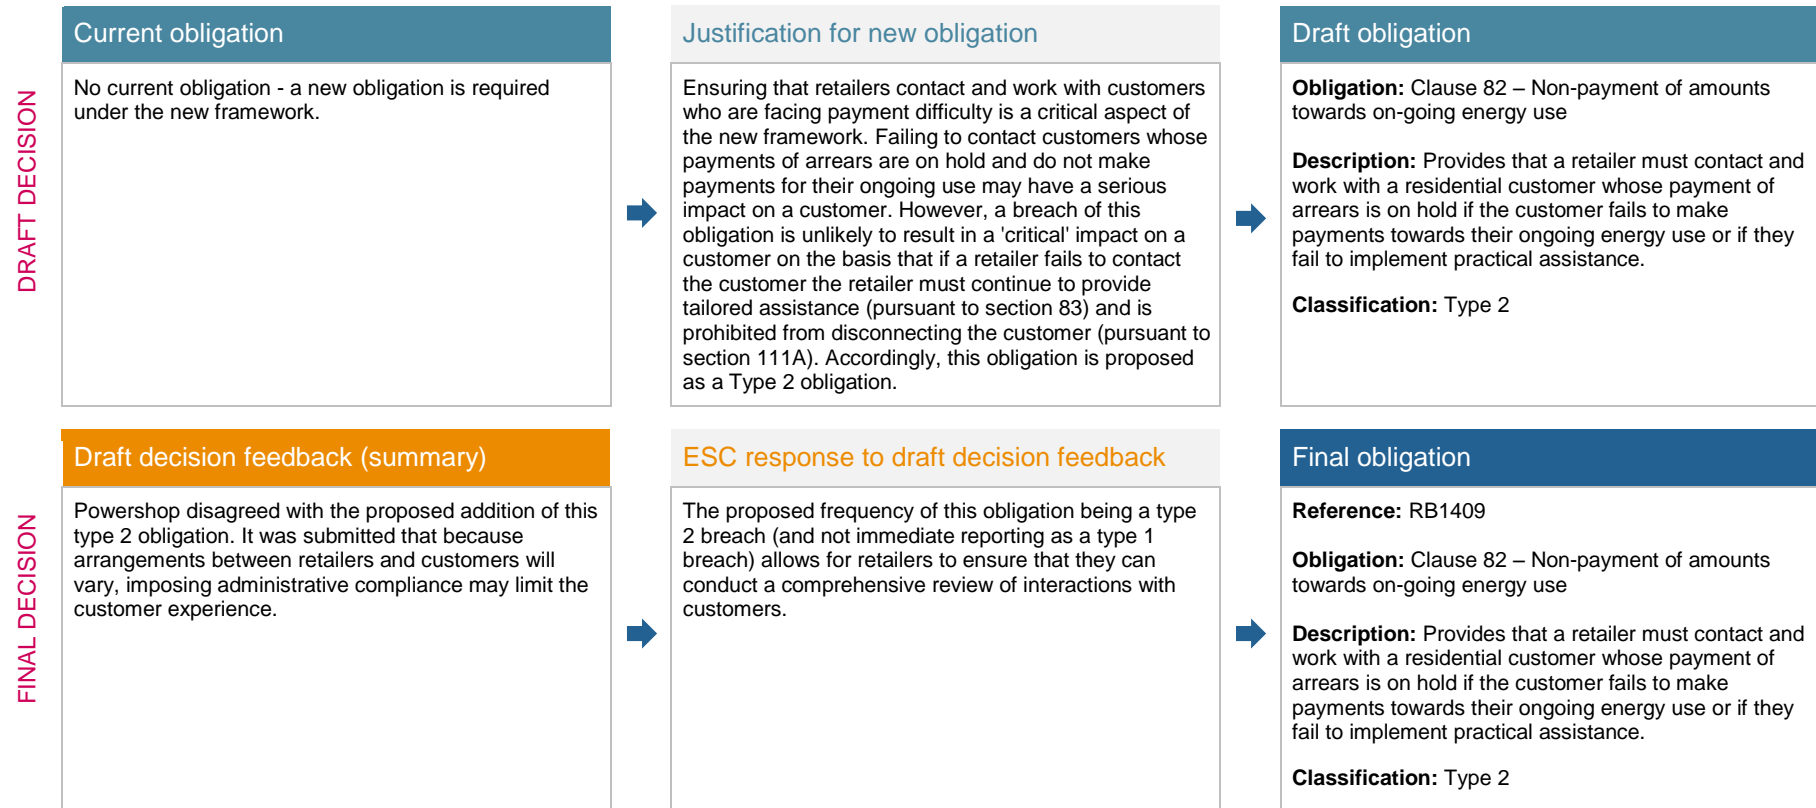 DRAFT DECISION
Current obligation
No current obligation - a new obligation is required
under the new framework.
Justification for new obligation
Ensuring that retailers contact and work with customers
who are facing payment difficulty is a critical aspect of
the new framework. Failing to contact customers whose
payments of arrears are on hold and do not make
payments for their ongoing use may have a serious
impact on a customer. However, a breach of this
obligation is unlikely to result in a 'critical' impact on a
customer on the basis that if a retailer fails to contact
the customer the retailer must continue to provide
tailored assistance (pursuant to section 83) and is
prohibited from disconnecting the customer (pursuant to
section 111A). Accordingly, this obligation is proposed
as a Type 2 obligation.
Draft obligation
Obligation: Clause 82 – Non-payment of amounts
towards on-going energy use
Description: Provides that a retailer must contact and
work with a residential customer whose payment of
arrears is on hold if the customer fails to make
payments towards their ongoing energy use or if they
fail to implement practical assistance.
Classification: Type 2
FINAL DECISION
Draft decision feedback (summary)
Powershop disagreed with the proposed addition of this
type 2 obligation. It was submitted that because
arrangements between retailers and customers will
vary, imposing administrative compliance may limit the
customer experience.
ESC response to draft decision feedback
The proposed frequency of this obligation being a type
2 breach (and not immediate reporting as a type 1
breach) allows for retailers to ensure that they can
conduct a comprehensive review of interactions with
customers.
Final obligation
Reference: RB1409
Obligation: Clause 82 – Non-payment of amounts
towards on-going energy use
Description: Provides that a retailer must contact and
work with a residential customer whose payment of
arrears is on hold if the customer fails to make
payments towards their ongoing energy use or if they
fail to implement practical assistance.
Classification: Type 2